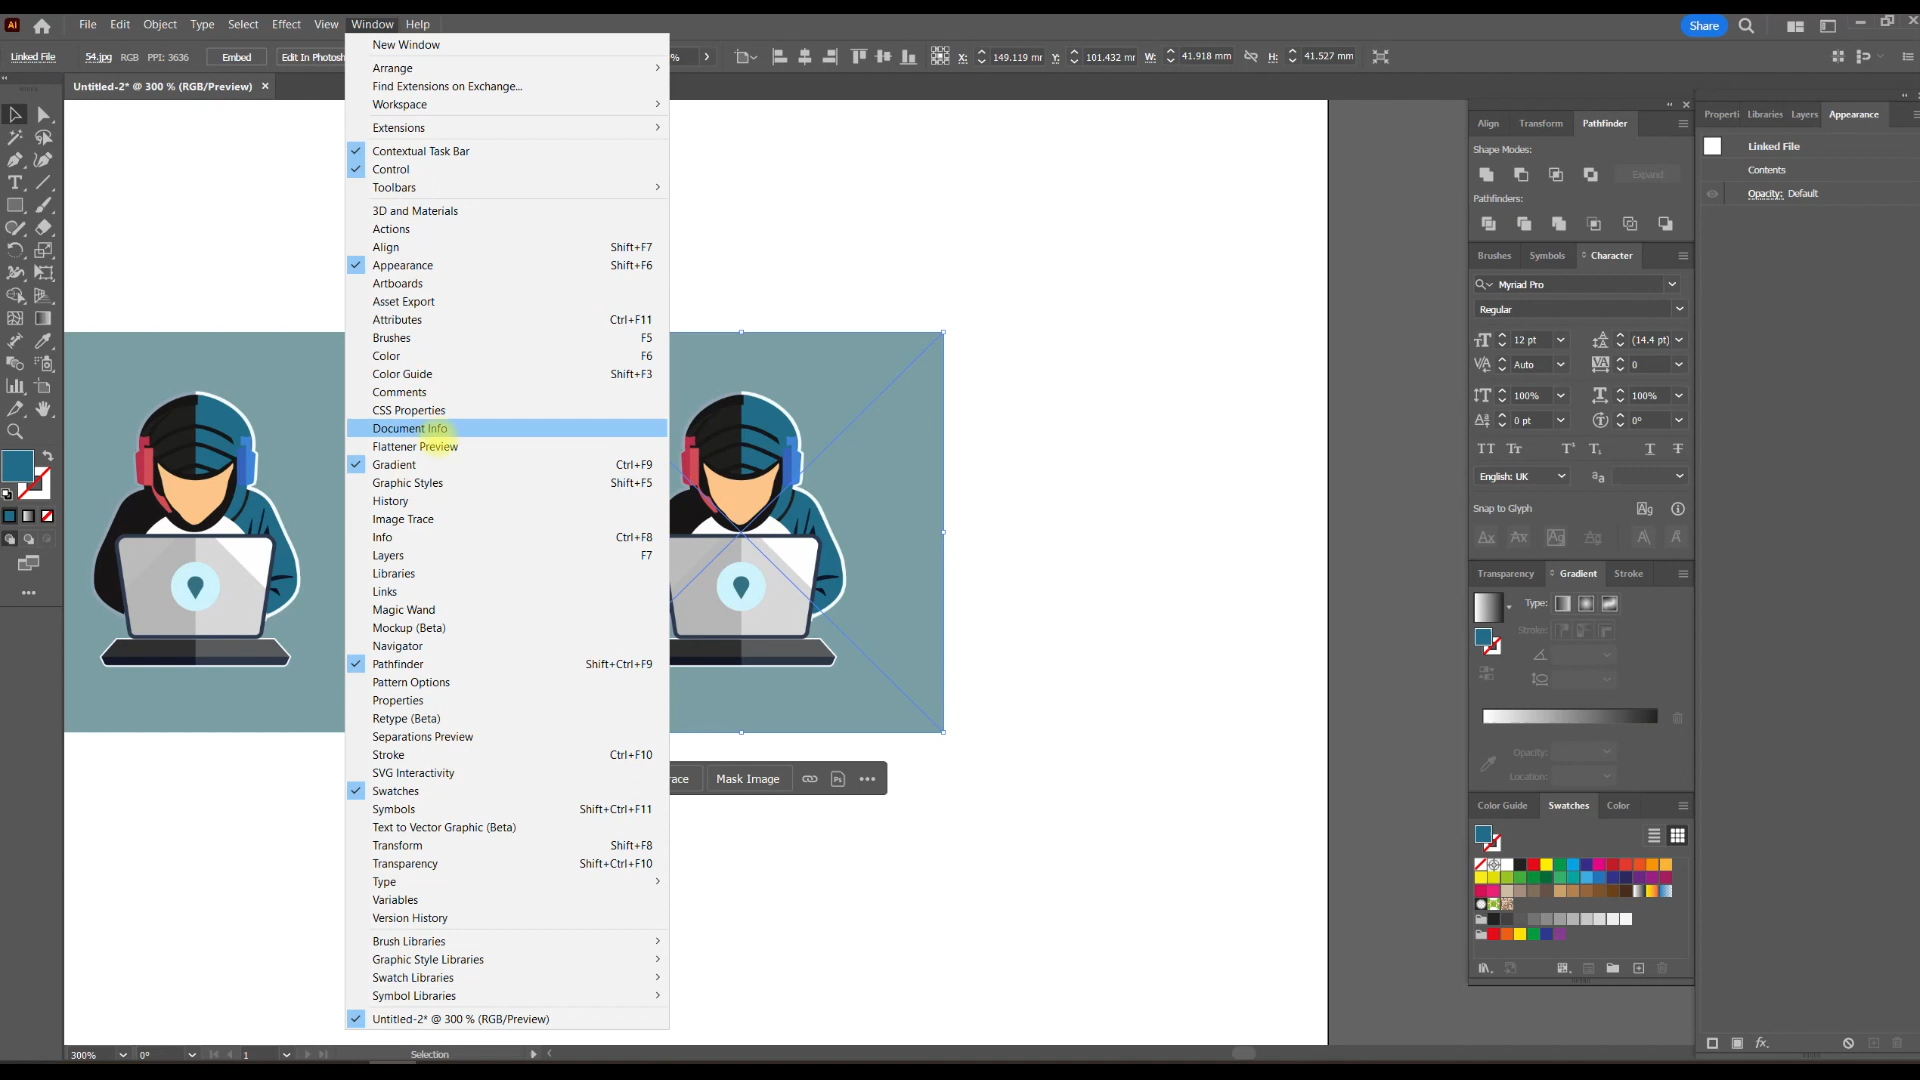 Ai File Edit Object Type Select Effect View Window Help Share
Linked File 54.jpg RGB PPI: 3636 Embed Edit In Photosh % X: 149.119 mr Y: 101.432 mr W: 41.918 mm H: 41.527 mm
Untitled-2* @ 300 % (RGB/Preview) ×
New Window
Arrange
Find Extensions on Exchange...
Workspace
Extensions
Contextual Task Bar
Control
Toolbars
3D and Materials
Actions
Align Shift+F7
Appearance Shift+F6
Artboards
Asset Export
Attributes Ctrl+F11
Brushes F5
Color F6
Color Guide Shift+F3
Comments
CSS Properties
Document Info
Flattener Preview
Gradient Ctrl+F9
Graphic Styles Shift+F5
History
Image Trace
Info Ctrl+F8
Layers F7
Libraries
Links
Magic Wand
Mockup (Beta)
Navigator
Pathfinder Shift+Ctrl+F9
Pattern Options
Properties
Retype (Beta)
Separations Preview
Stroke Ctrl+F10
SVG Interactivity
Swatches
Symbols Shift+Ctrl+F11
Text to Vector Graphic (Beta)
Transform Shift+F8
Transparency Shift+Ctrl+F10
Type
Variables
Version History
Brush Libraries
Graphic Style Libraries
Swatch Libraries
Symbol Libraries
Untitled-2* @ 300 % (RGB/Preview)
race Mask Image Ps
Align Transform Pathfinder
Shape Modes:
Expand
Pathfinders:
Brushes Symbols Character
Myriad Pro
Regular
12 pt (14.4 pt)
Auto 0
100% 100%
0 pt 0°
English: UK
Snap to Glyph
Transparency Gradient Stroke
Type:
Stroke:
Opacity:
Location:
Color Guide Swatches Color
Properti Libraries Layers Appearance
Linked File
Contents
Opacity: Default
fx.
300% 0° 1 Selection